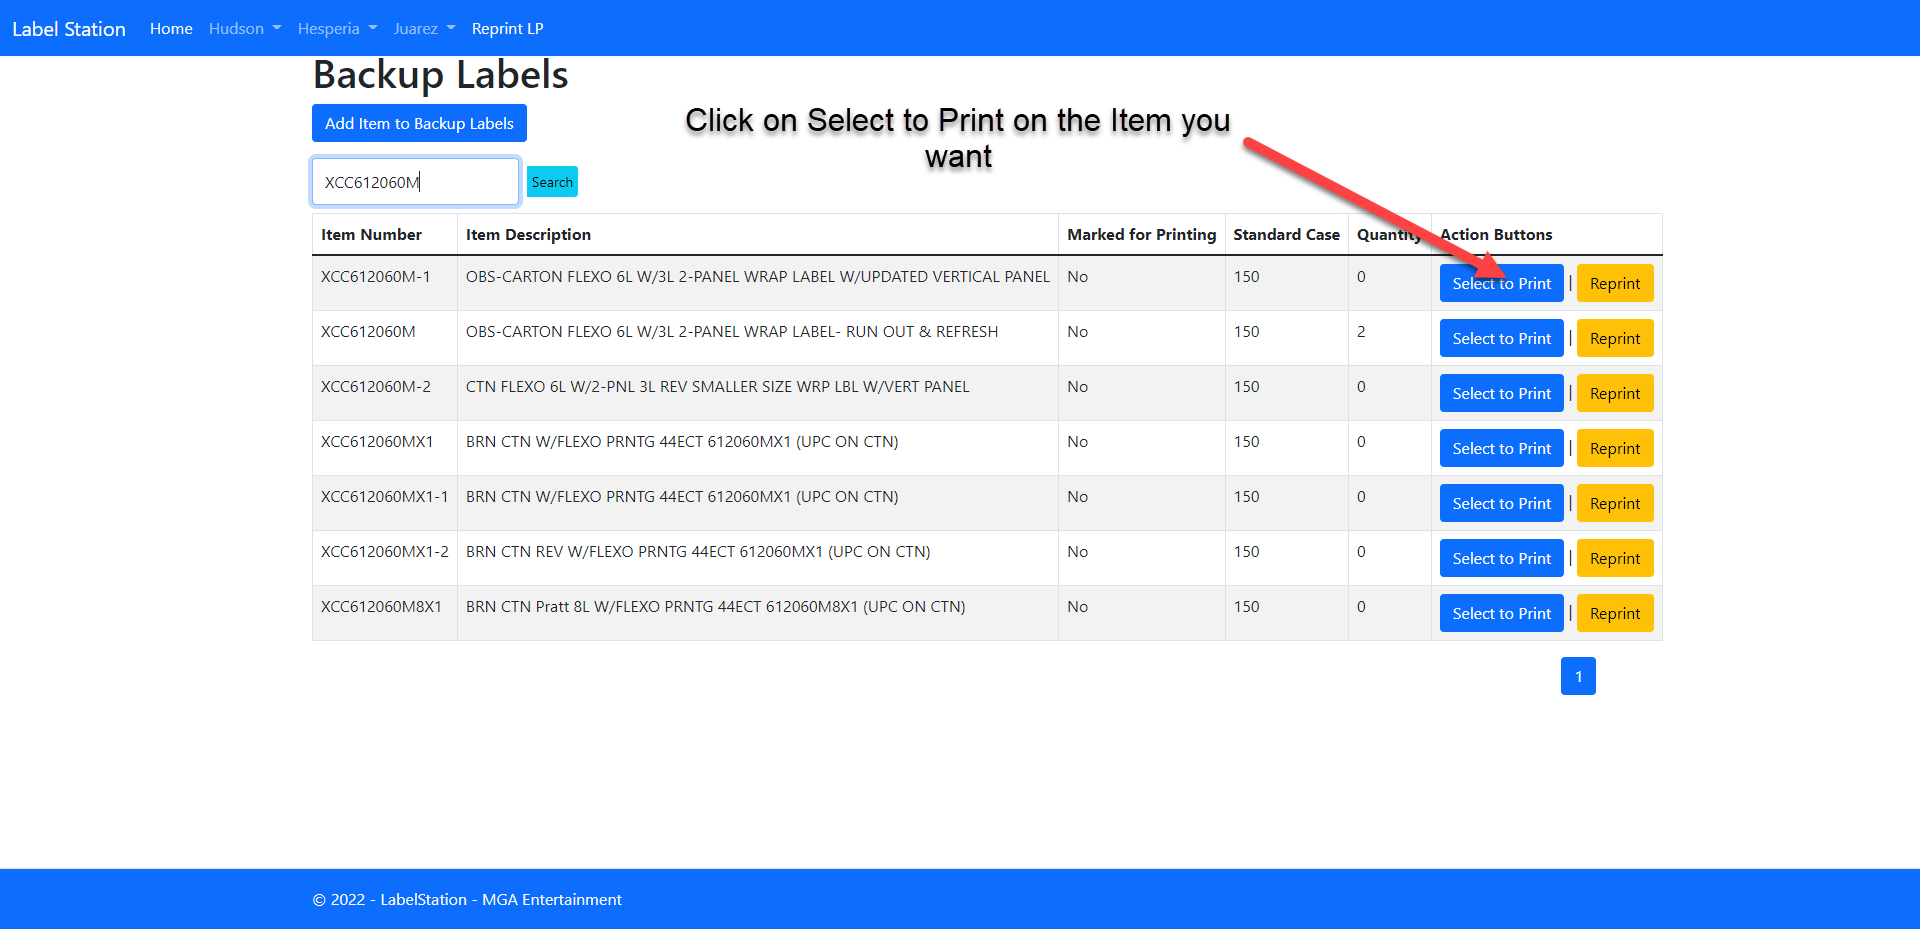 Label Station Home Hudson Hesperia Juarez Reprint LP
Backup Labels
Add Item to Backup Labels
Click on Select to Print on the Item you
want
XCC612060M Search
Item Number Item Description Marked for Printing Standard Case Quantity Action Buttons
XCC612060M-1 OBS-CARTON FLEXO 6L W/3L 2-PANEL WRAP LABEL W/UPDATED VERTICAL PANEL No 150 0 Select to Print | Reprint
XCC612060M OBS-CARTON FLEXO 6L W/3L 2-PANEL WRAP LABEL- RUN OUT & REFRESH No 150 2 Select to Print | Reprint
XCC612060M-2 CTN FLEXO 6L W/2-PNL 3L REV SMALLER SIZE WRP LBL W/VERT PANEL No 150 0 Select to Print | Reprint
XCC612060MX1 BRN CTN W/FLEXO PRNTG 44ECT 612060MX1 (UPC ON CTN) No 150 0 Select to Print | Reprint
XCC612060MX1-1 BRN CTN W/FLEXO PRNTG 44ECT 612060MX1 (UPC ON CTN) No 150 0 Select to Print | Reprint
XCC612060MX1-2 BRN CTN REV W/FLEXO PRNTG 44ECT 612060MX1 (UPC ON CTN) No 150 0 Select to Print | Reprint
XCC612060M8X1 BRN CTN Pratt 8L W/FLEXO PRNTG 44ECT 612060M8X1 (UPC ON CTN) No 150 0 Select to Print | Reprint
1
© 2022 - LabelStation - MGA Entertainment